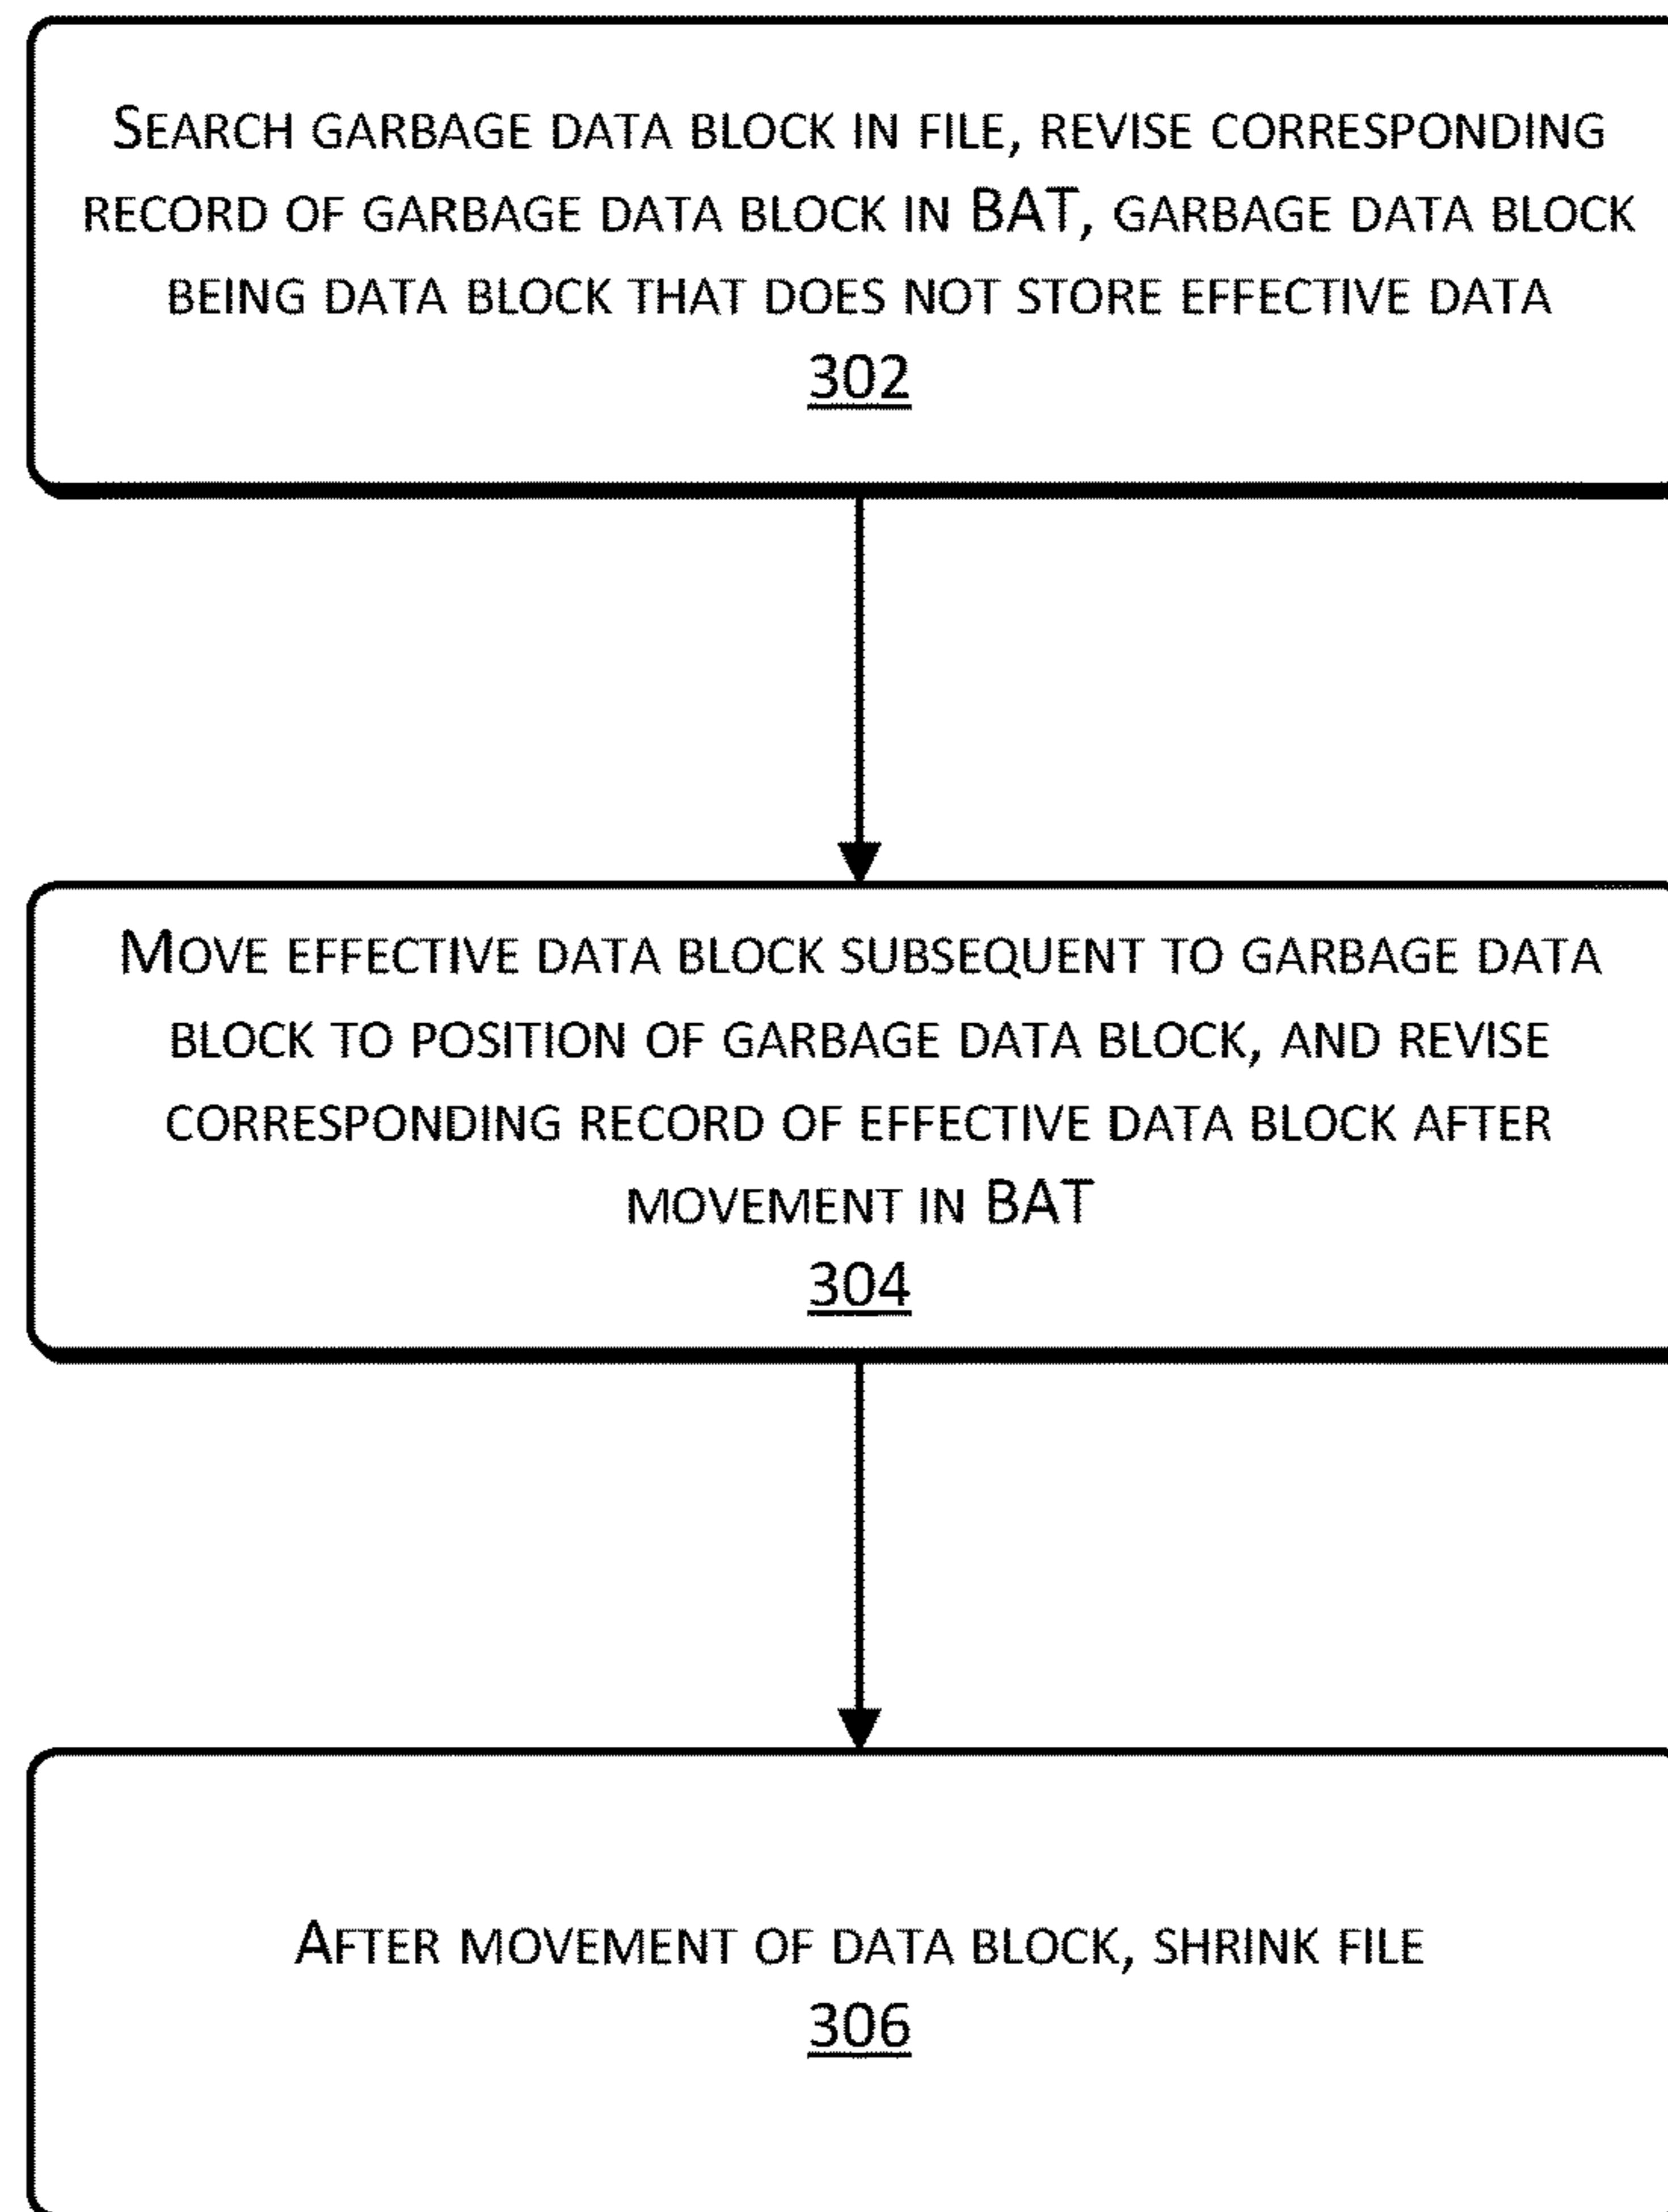 SEARCH GARBAGE DATA BLOCK IN FILE, REVISE CORRESPONDING
RECORD OF GARBAGE DATA BLOCK IN BAT, GARBAGE DATA BLOCK
BEING DATA BLOCK THAT DOES NOT STORE EFFECTIVE DATA
302
MOVE EFFECTIVE DATA BLOCK SUBSEQUENT TO GARBAGE DATA
BLOCK TO POSITION OF GARBAGE DATA BLOCK, AND REVISE
CORRESPONDING RECORD OF EFFECTIVE DATA BLOCK AFTER
MOVEMENT IN BAT
304
AFTER MOVEMENT OF DATA BLOCK, SHRINK FILE
306